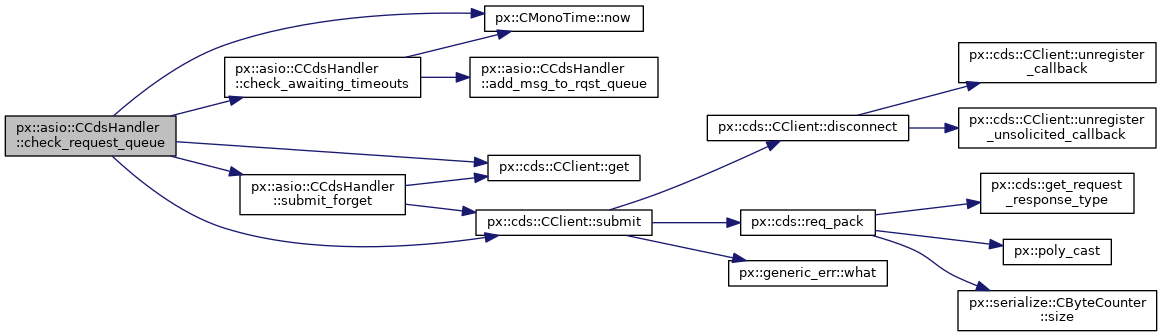 px::asio::CCdsHandler
::check_request_queue
px::CMonoTime::now
px::asio::CCdsHandler
::check_awaiting_timeouts
px::asio::CCdsHandler
::add_msg_to_rqst_queue
px::cds::CClient::get
px::asio::CCdsHandler
::submit_forget
px::cds::CClient::submit
px::cds::CClient::disconnect
px::cds::CClient::unregister
_callback
px::cds::CClient::unregister
_unsolicited_callback
px::cds::req_pack
px::cds::get_request
_response_type
px::poly_cast
px::serialize::CByteCounter
::size
px::generic_err::what